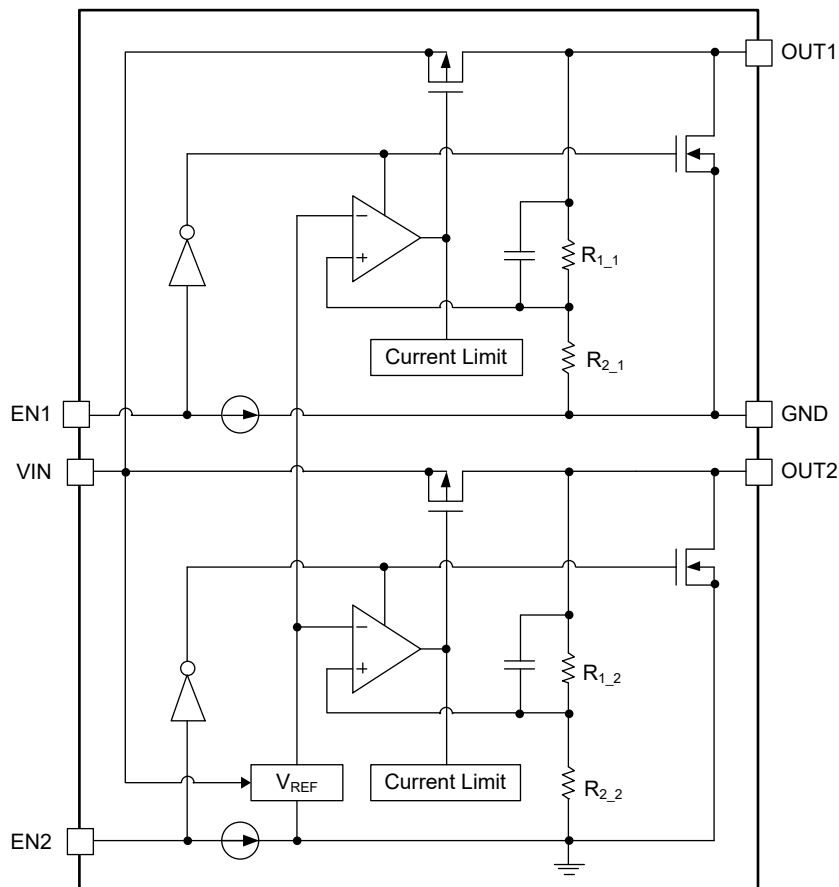 OUT1
−
+
R1_1
Current Limit
R2_1
EN1
GND
VIN
OUT2
−
+
R1_2
VREF
Current Limit
R2_2
EN2